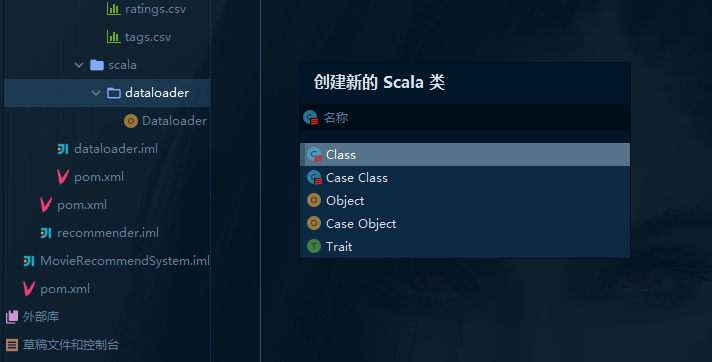 ratings.csv
tags.csv
scala
dataloader
Dataloader
dataloader.iml
pom.xml
pom.xml
recommender.iml
MovieRecommendSystem.iml
pom.xml
外部库
草稿文件和控制台
创建新的 Scala 类
名称
Class
Case Class
Object
Case Object
Trait